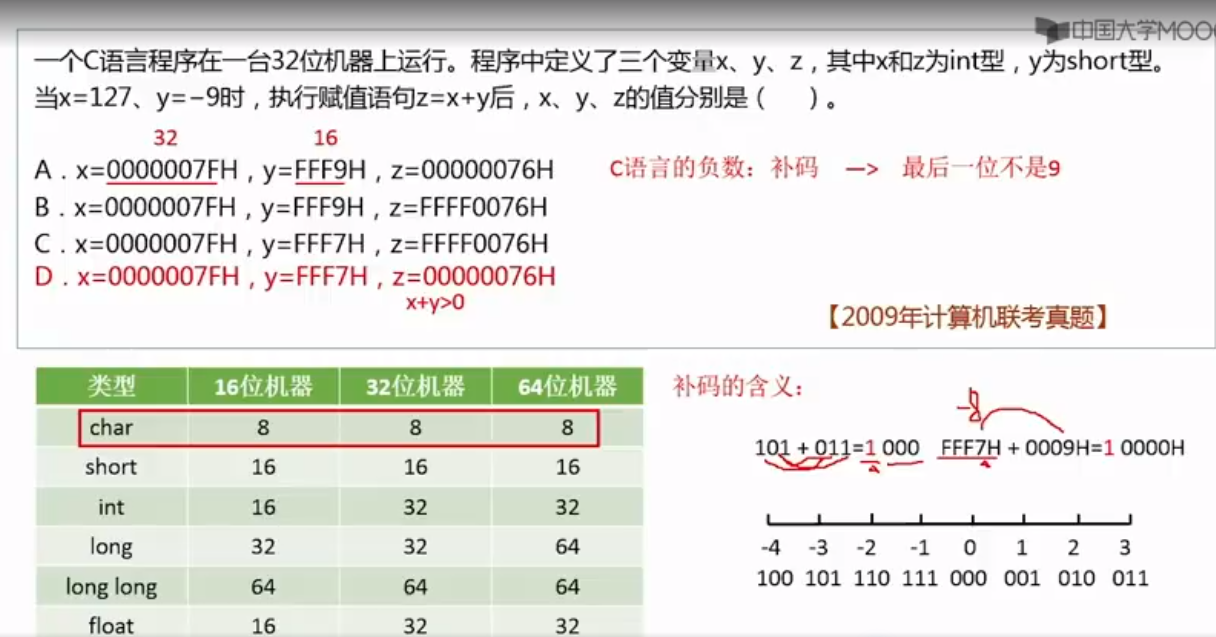 中国大学MOO
一个C语言程序在一台32位机器上运行。程序中定义了三个变量x、y、z，其中x和z为int型，y为short型。
当x=127、y=−9时，执行赋值语句z=x+y后，x、y、z的值分别是（ ）。
32 16
A．x=0000007FH，y=FFF9H，z=00000076H
C语言的负数：补码 —> 最后一位不是9
B．x=0000007FH，y=FFF9H，z=FFFF0076H
C．x=0000007FH，y=FFF7H，z=FFFF0076H
D．x=0000007FH，y=FFF7H，z=00000076H
x+y>0
【2009年计算机联考真题】
类型 16位机器 32位机器 64位机器
char 8 8 8
short 16 16 16
int 16 32 32
long 32 32 64
long long 64 64 64
float 16 32 32
补码的含义：
101 + 011=1 000 FFF7H + 0009H=1 0000H
-4 -3 -2 -1 0 1 2 3
100 101 110 111 000 001 010 011